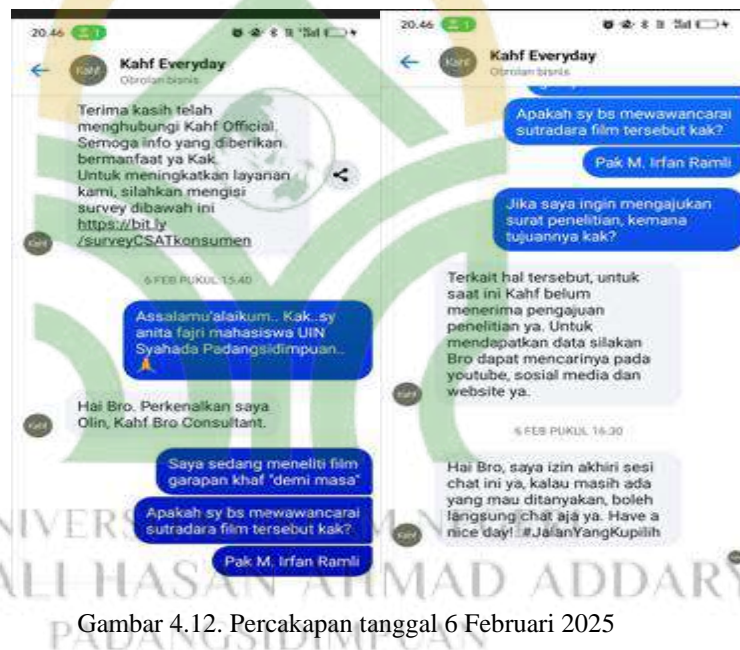 20.46
Kahf Everyday
Obrolan bisnis
Terima kasih telah
menghubungi Kahf Official.
Semoga info yang diberikan
bermanfaat ya Kak.
Untuk meningkatkan layanan
kami, silahkan mengisi
survey dibawah ini
https://bit.ly
/surveyCSATkonsumen
6 FEB PUKUL 15.40
Assalamu'alaikum.. Kak..sy
anita fajri mahasiswa UIN
Syahada Padangsidimpuan..
Hai Bro. Perkenalkan saya
Olin, Kahf Bro Consultant.
Saya sedang meneliti film
garapan khaf "demi masa"
Apakah sy bs mewawancarai
sutradara film tersebut kak?
Pak M. Irfan Ramli
20.46
Kahf Everyday
Obrolan bisnis
Apakah sy bs mewawancarai
sutradara film tersebut kak?
Pak M. Irfan Ramli
Jika saya ingin mengajukan
surat penelitian, kemana
tujuannya kak?
Terkait hal tersebut, untuk
saat ini Kahf belum
menerima pengajuan
penelitian ya. Untuk
mendapatkan data silakan
Bro dapat mencarinya pada
youtube, sosial media dan
website ya.
6 FEB PUKUL 16.30
Hai Bro, saya izin akhiri sesi
chat ini ya, kalau masih ada
yang mau ditanyakan, boleh
langsung chat aja ya. Have a
nice day! #JalanYangKupilih
ALI HASAN AHMAD ADDARY
Gambar 4.12. Percakapan tanggal 6 Februari 2025
PADANGSIDIMPUAN